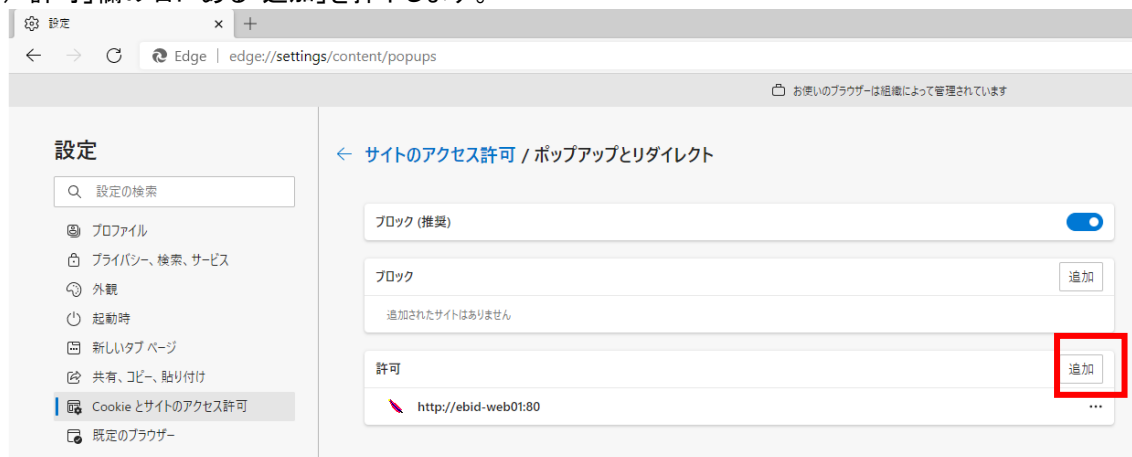 設定
Edge edge://settings/content/popups
お使いのブラウザーは組織によって管理されています
設定
設定の検索
プロファイル
プライバシー、検索、サービス
外観
起動時
新しいタブ ページ
共有、コピー、貼り付け
Cookie とサイトのアクセス許可
既定のブラウザー
サイトのアクセス許可 / ポップアップとリダイレクト
ブロック (推奨)
ブロック
追加
追加されたサイトはありません
許可
追加
http://ebid-web01:80